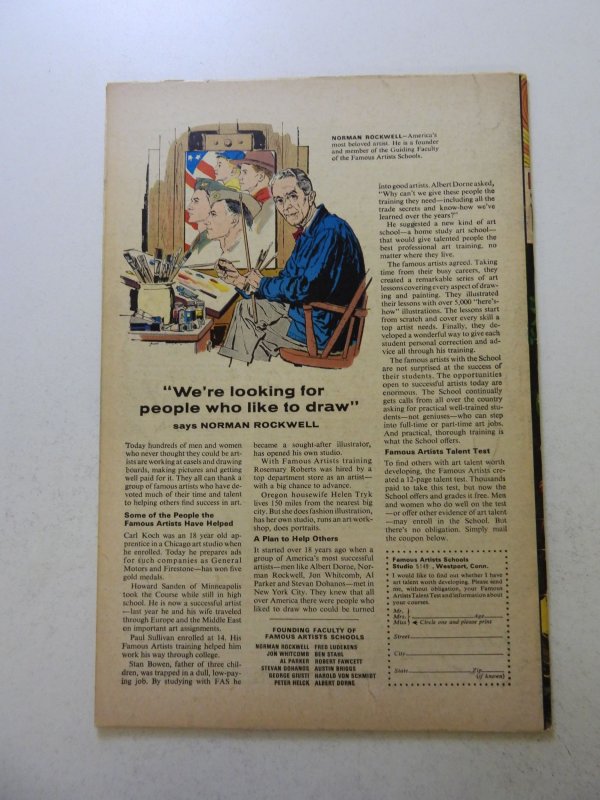 NORMAN ROCKWELL—America's
most beloved artist. He is a founder
and member of the Guiding Faculty
of the Famous Artists Schools.
"We're looking for
people who like to draw"
says NORMAN ROCKWELL
Today hundreds of men and women
who never thought they could be art-
ists are working at easels and drawing
boards, making pictures and getting
well paid for it. They all can thank a
group of famous artists who have de-
voted much of their time and talent
to helping others find success in art.
Some of the People the
Famous Artists Have Helped
Carl Koch was an 18 year old ap-
prentice in a Chicago art studio when
he enrolled. Today he prepares ads
for such companies as General
Motors and Firestone—has won five
gold medals.
Howard Sanden of Minneapolis
took the Course while still in high
school. He is now a successful artist
—last year he and his wife traveled
through Europe and the Middle East
on important art assignments.
Paul Sullivan enrolled at 14. His
Famous Artists training helped him
work his way through college.
Stan Bowen, father of three chil-
dren, was trapped in a dull, low-pay-
ing job. By studying with FAS he
became a sought-after illustrator,
has opened his own studio.
With Famous Artists training
Rosemary Roberts was hired by a
top department store as an artist—
with a big chance to advance.
Oregon housewife Helen Tryk
lives 150 miles from the nearest big
city. But she does fashion illustration,
has her own studio, runs an art work-
shop, does portraits.
A Plan to Help Others
It started over 18 years ago when a
group of America's most successful
artists—men like Albert Dorne, Nor-
man Rockwell, Jon Whitcomb, Al
Parker and Stevan Dohanos—met in
New York City. They knew that all
over America there were people who
liked to draw who could be turned
FOUNDING FACULTY OF
FAMOUS ARTISTS SCHOOLS
NORMAN ROCKWELL FRED LUDEKENS
JON WHITCOMB BEN STAHL
AL PARKER ROBERT FAWCETT
STEVAN DOHANOS AUSTIN BRIGGS
GEORGE GIUSTI HAROLD VON SCHMIDT
PETER HELCK ALBERT DORNE
into good artists. Albert Dorne asked,
"Why can't we give these people the
training they need—including all the
trade secrets and know-how we've
learned over the years?"
He suggested a new kind of art
school—a home study art school—
that would give talented people the
best professional art training, no
matter where they live.
The famous artists agreed. Taking
time from their busy careers, they
created a remarkable series of art
lessons covering every aspect of draw-
ing and painting. They illustrated
their lessons with over 5,000 "here's-
how" illustrations. The lessons start
from scratch and cover every skill a
top artist needs. Finally, they de-
veloped a wonderful way to give each
student personal correction and ad-
vice all through his training.
The famous artists with the School
are not surprised at the success of
their students. The opportunities
open to successful artists today are
enormous. The School continually
gets calls from all over the country
asking for practical well-trained stu-
dents—not geniuses—who can step
into full-time or part-time art jobs.
And practical, thorough training is
what the School offers.
Famous Artists Talent Test
To find others with art talent worth
developing, the Famous Artists cre-
ated a 12-page talent test. Thousands
paid to take this test, but now the
School offers and grades it free. Men
and women who do well on the test
—or offer other evidence of art talent
—may enroll in the School. But
there's no obligation. Simply mail
the coupon below.
Famous Artists Schools
Studio 5149, Westport, Conn.
I would like to find out whether I have
art talent worth developing. Please send
me, without obligation, your Famous
Artists Talent Test and information about
your courses.
Mr.
Mrs. Age
Miss Circle one and please print
Street
City
State Zip
(if known)